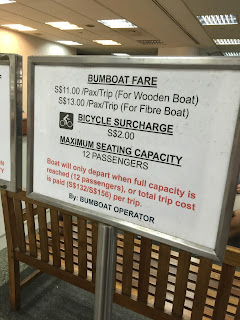 BUMBOAT FARE
S$11.00 /Pax/Trip (For Wooden Boat)
S$13.00 /Pax/Trip (For Fibre Boat)
BICYCLE SURCHARGE
S$2.00
MAXIMUM SEATING CAPACITY
12 PASSENGERS
Boat will only depart when full capacity is
reached (12 passengers), or total trip cost
is paid (S$132/S$156) per trip.
By: BUMBOAT OPERATOR